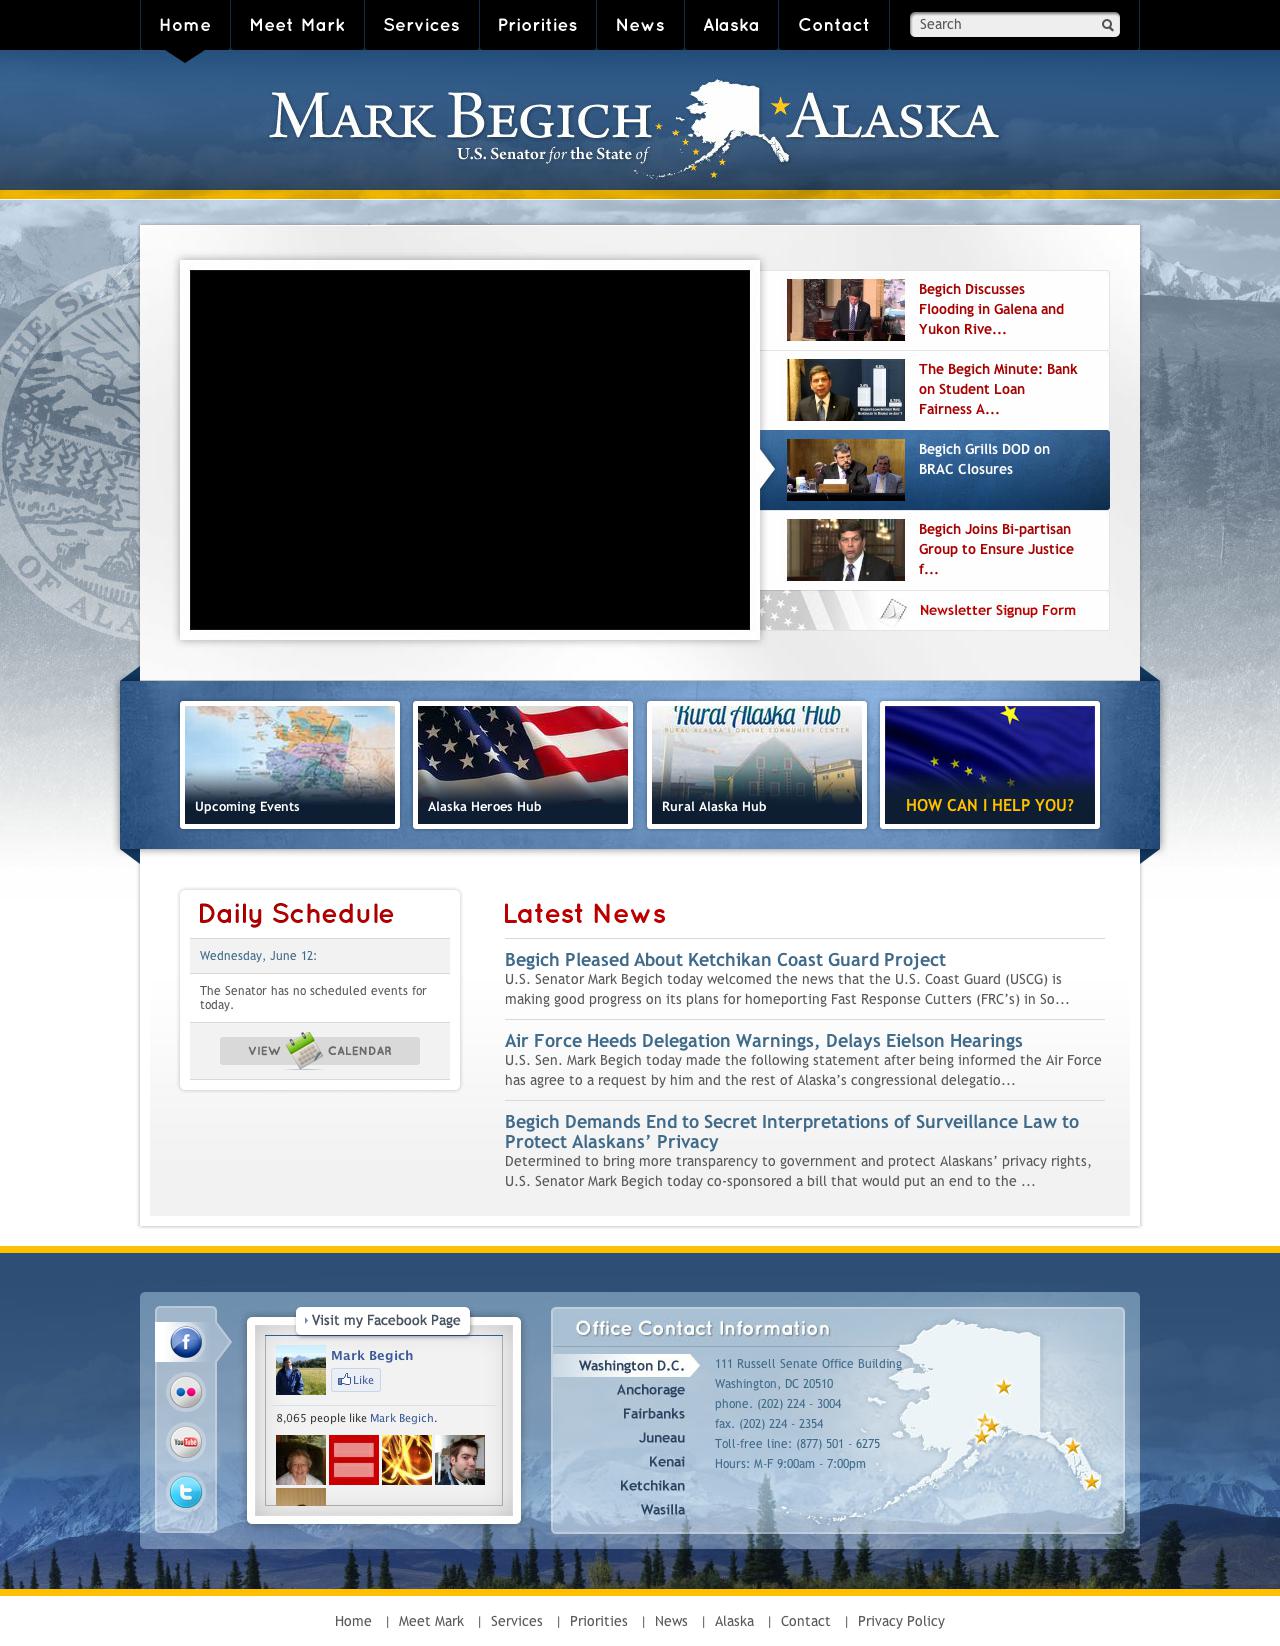 Home
Meet Mark
Services
Priorities
News
Alaska
Contact
Search
MARK BEGICH ALASKA
U.S. Senator for the State of
THE SEAL
OF ALA
Begich Discusses
Flooding in Galena and
Yukon Rive...
The Begich Minute: Bank
on Student Loan
Fairness A...
Begich Grills DOD on
BRAC Closures
Begich Joins Bi-partisan
Group to Ensure Justice
f...
Newsletter Signup Form
Rural Alaska Hub
RURAL ALASKA'S ONLINE COMMUNITY CENTER
Upcoming Events
Alaska Heroes Hub
Rural Alaska Hub
HOW CAN I HELP YOU?
Daily Schedule
Wednesday, June 12:
The Senator has no scheduled events for
today.
VIEW CALENDAR
Latest News
Begich Pleased About Ketchikan Coast Guard Project
U.S. Senator Mark Begich today welcomed the news that the U.S. Coast Guard (USCG) is
making good progress on its plans for homeporting Fast Response Cutters (FRC’s) in So...
Air Force Heeds Delegation Warnings, Delays Eielson Hearings
U.S. Sen. Mark Begich today made the following statement after being informed the Air Force
has agree to a request by him and the rest of Alaska’s congressional delegatio...
Begich Demands End to Secret Interpretations of Surveillance Law to
Protect Alaskans’ Privacy
Determined to bring more transparency to government and protect Alaskans’ privacy rights,
U.S. Senator Mark Begich today co-sponsored a bill that would put an end to the ...
f
You Tube
t
Visit my Facebook Page
Mark Begich
Like
8,065 people like Mark Begich.
Office Contact Information
Washington D.C.
Anchorage
Fairbanks
Juneau
Kenai
Ketchikan
Wasilla
111 Russell Senate Office Building
Washington, DC 20510
phone. (202) 224 - 3004
fax. (202) 224 - 2354
Toll-free line: (877) 501 - 6275
Hours: M-F 9:00am - 7:00pm
Home | Meet Mark | Services | Priorities | News | Alaska | Contact | Privacy Policy